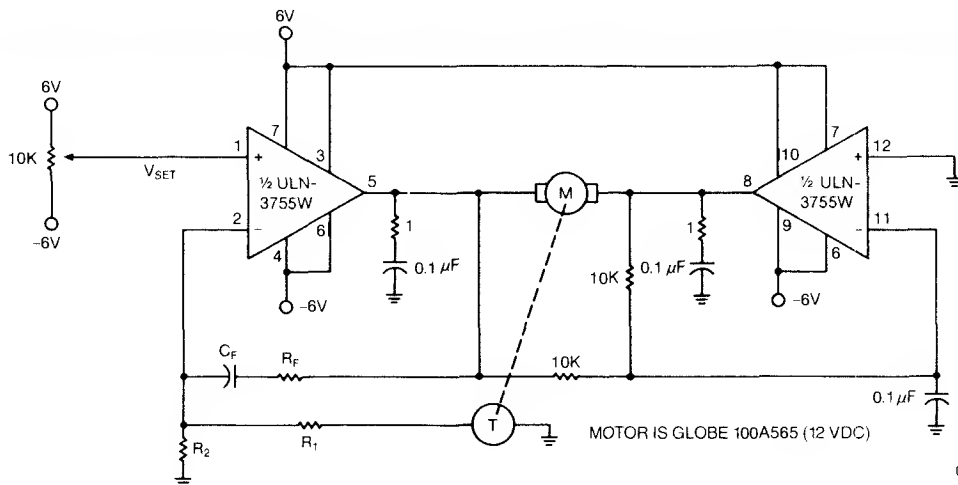 6V
6V
10K
V_SET
-6V
1
+
2
-
7
3
½ ULN-
3755W
4
6
5
-6V
1
0.1 µF
M
10K
1
0.1 µF
8
10
7
12
+
½ ULN-
3755W
9
6
11
-
-6V
C_F
R_F
10K
0.1 µF
R_2
R_1
T
MOTOR IS GLOBE 100A565 (12 VDC)